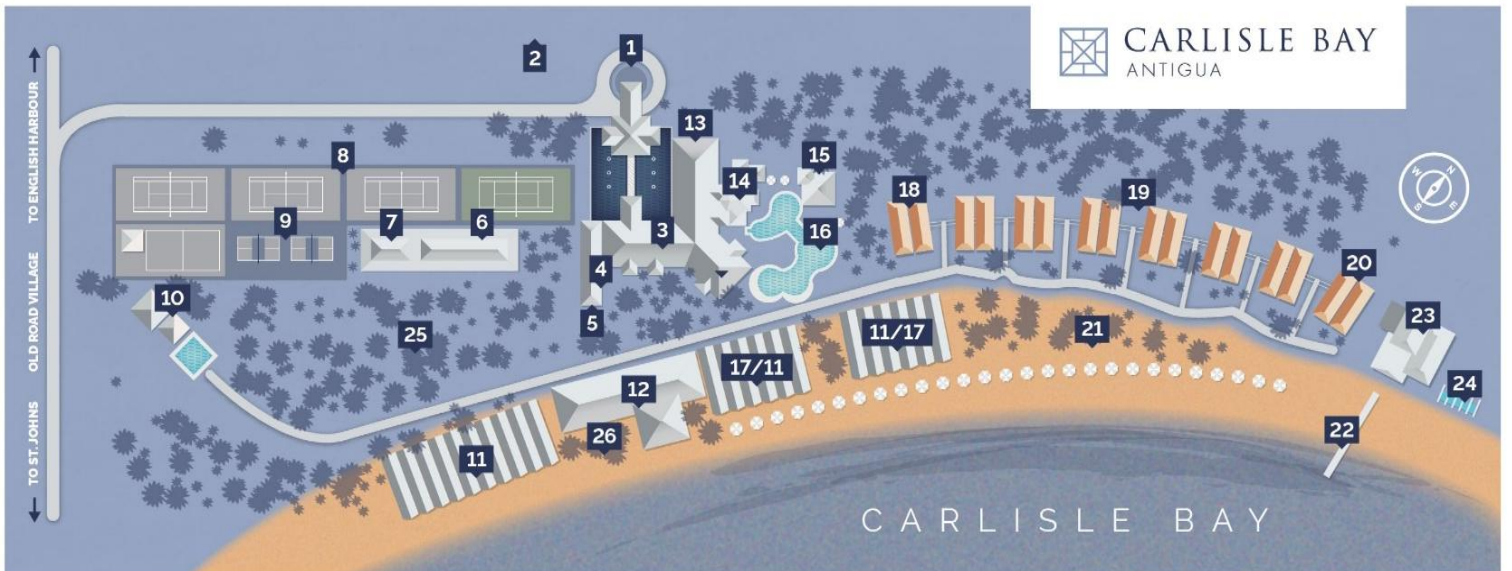 CARLISLE BAY
ANTIGUA
TO ENGLISH HARBOUR
OLD ROAD VILLAGE
TO ST. JOHNS
1
2
3
4
5
6
7
8
9
10
11
12
13
14
15
16
17/11
11/17
18
19
20
21
22
23
24
25
26
N
E
S
W
CARLISLE BAY